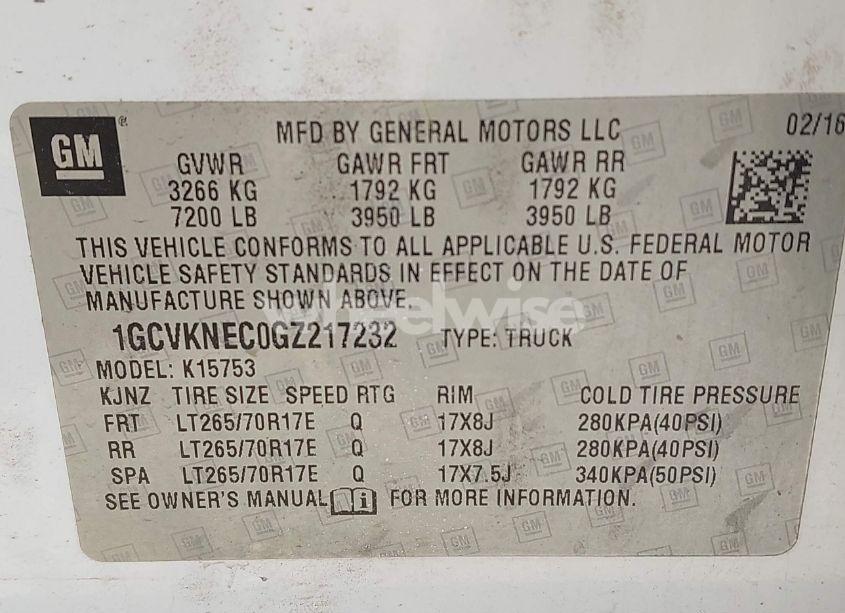 GM
MFD BY GENERAL MOTORS LLC 02/16
GVWR GAWR FRT GAWR RR
3266 KG 1792 KG 1792 KG
7200 LB 3950 LB 3950 LB
THIS VEHICLE CONFORMS TO ALL APPLICABLE U.S. FEDERAL MOTOR
VEHICLE SAFETY STANDARDS IN EFFECT ON THE DATE OF
MANUFACTURE SHOWN ABOVE.
wheelwise
1GCVKNEC0GZ217232 TYPE: TRUCK
MODEL: K15753
KJNZ TIRE SIZE SPEED RTG RIM COLD TIRE PRESSURE
FRT LT265/70R17E Q 17X8J 280KPA(40PSI)
RR LT265/70R17E Q 17X8J 280KPA(40PSI)
SPA LT265/70R17E Q 17X7.5J 340KPA(50PSI)
SEE OWNER'S MANUAL i FOR MORE INFORMATION.